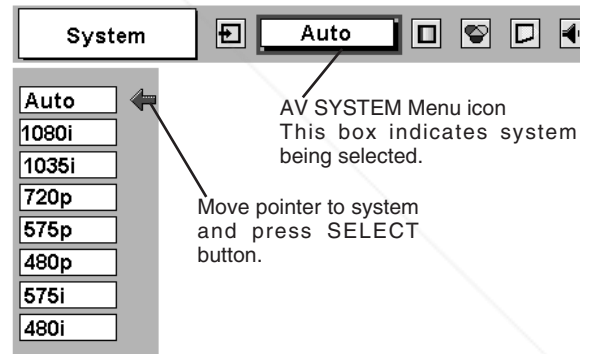 System
Auto
AV SYSTEM Menu icon
This box indicates system
being selected.
Auto
1080i
1035i
720p
575p
480p
575i
480i
Move pointer to system
and press SELECT
button.